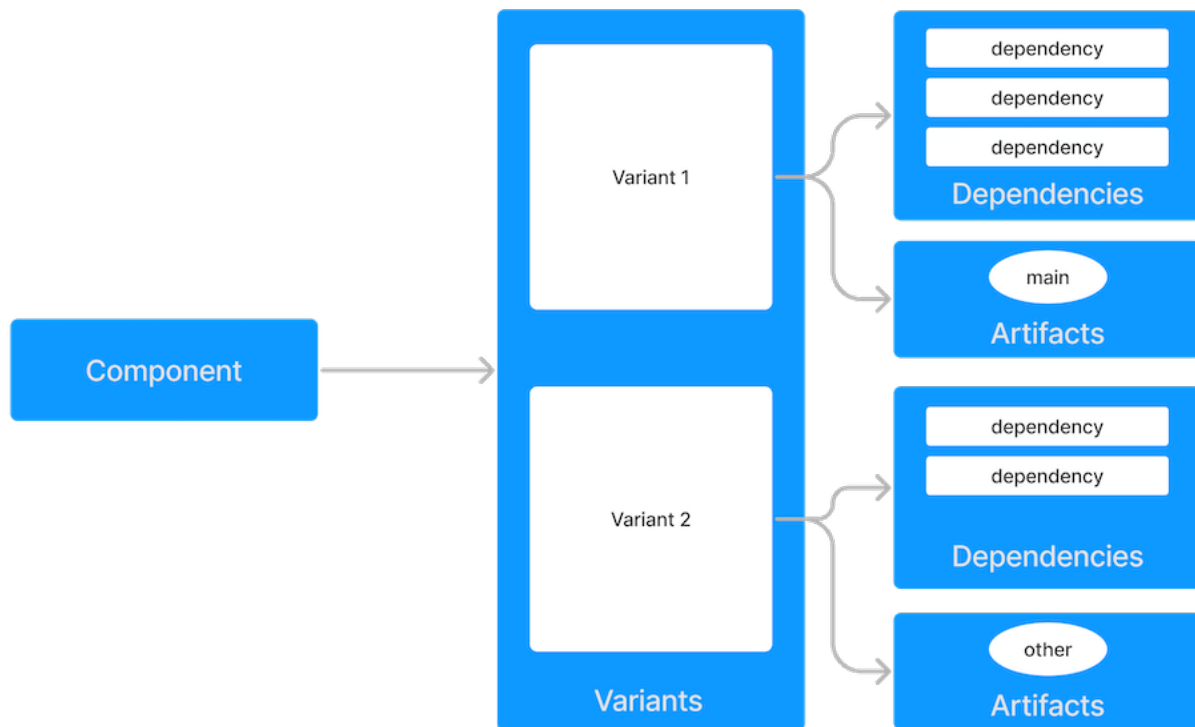 Component
Variant 1
Variant 2
Variants
dependency
dependency
dependency
Dependencies
main
Artifacts
dependency
dependency
Dependencies
other
Artifacts